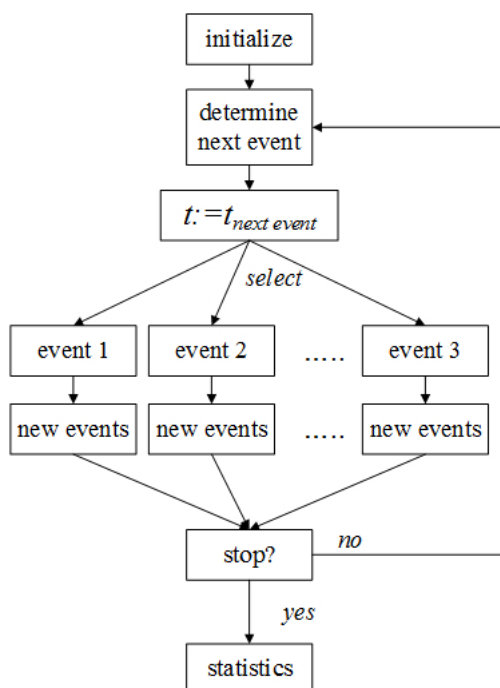 initialize
determine
next event
t:=t next event
select
event 1
event 2
.....
event 3
new events
new events
.....
new events
stop?
no
yes
statistics